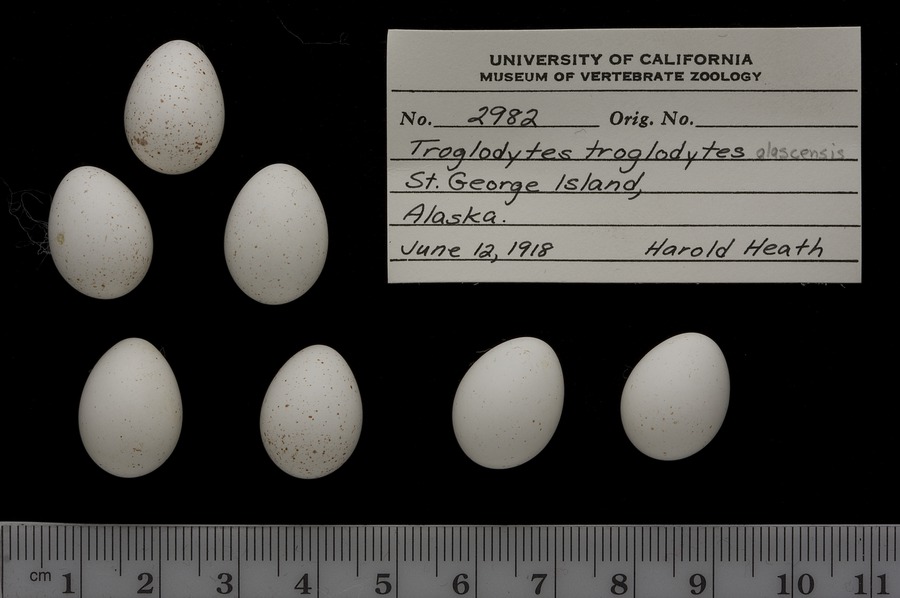 UNIVERSITY OF CALIFORNIA
MUSEUM OF VERTEBRATE ZOOLOGY
No. 2982 Orig. No.
Troglodytes troglodytes alascensis
St. George Island,
Alaska.
June 12, 1918 Harold Heath
cm 1 2 3 4 5 6 7 8 9 10 11